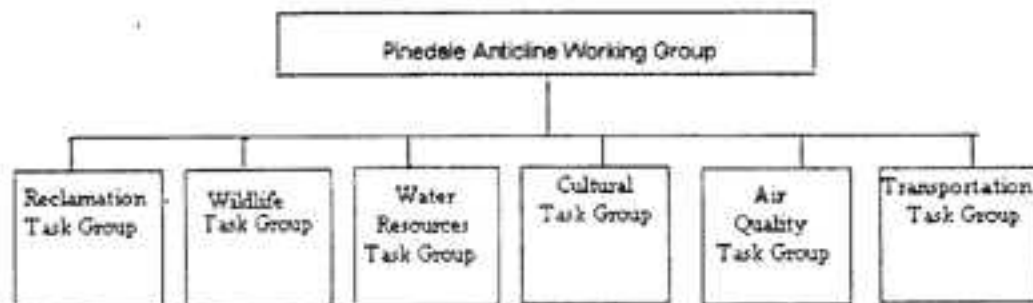 Pinedale Anticline Working Group
Reclamation
Task Group
Wildlife
Task Group
Water
Resources
Task Group
Cultural
Task Group
Air
Quality
Task Group
Transportation
Task Group